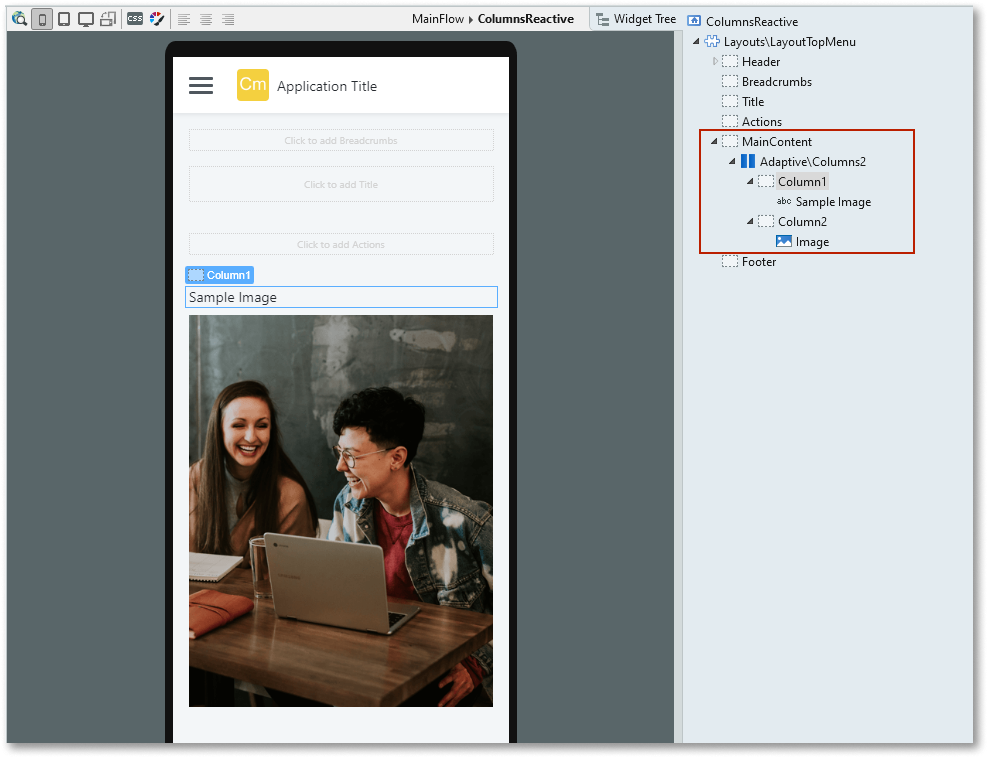 CSS
MainFlow ▸ ColumnsReactive
Widget Tree
ColumnsReactive
Layouts\LayoutTopMenu
Header
Breadcrumbs
Title
Actions
MainContent
Adaptive\Columns2
Column1
abc Sample Image
Column2
Image
Footer
Cm
Application Title
Click to add Breadcrumbs
Click to add Title
Click to add Actions
Column1
Sample Image